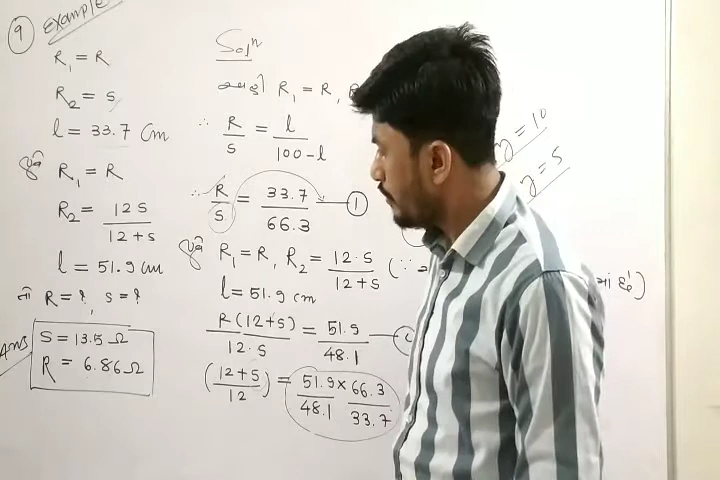 9 Example
R₁ = R
R₂ = S
l = 33.7 cm
R₁ = R
R₂ = 12 S / 12 + S
l = 51.9 cm
તો R = ?, S = ?
Ans S = 13.5 Ω
R = 6.86 Ω
Solⁿ
અહીં R₁ = R,
∴ R / S = l / 100 - l
∴ R / S = 33.7 / 66.3 ①
R₁ = R, R₂ = 12·S / 12 + S (∵
l = 51.9 cm
R (12 + S) / 12·S = 51.9 / 48.1
(12 + S / 12) = 51.9 × 66.3 / 48.1 33.7
= 10
= 5